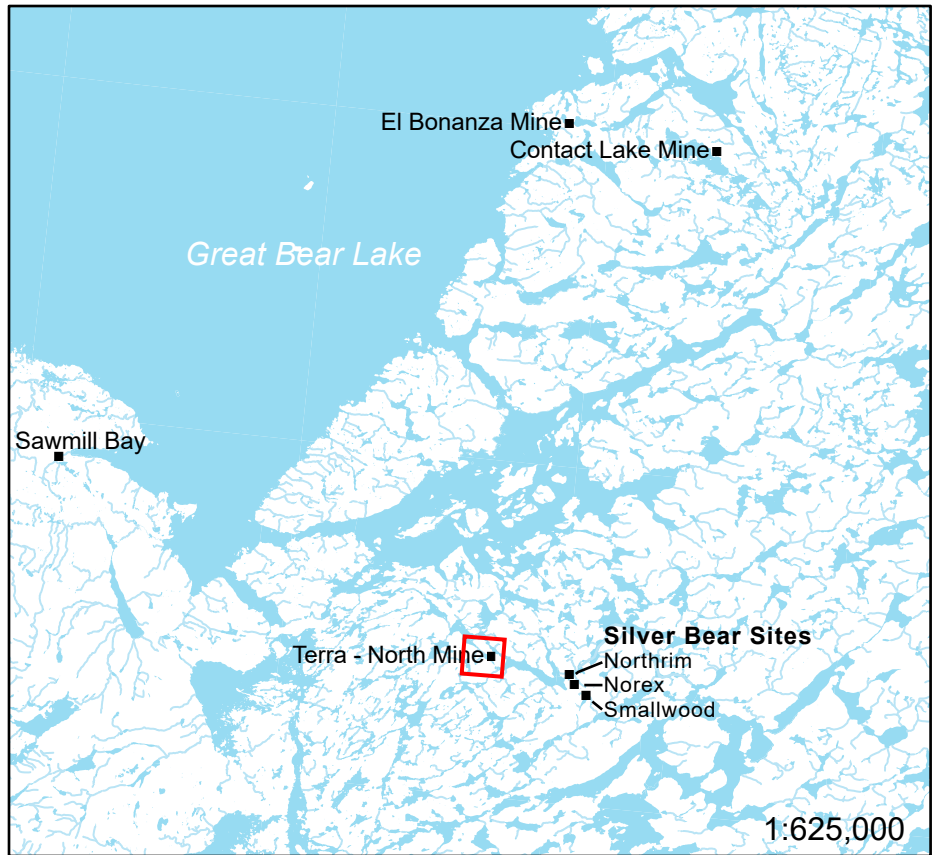 El Bonanza Mine
Contact Lake Mine
Great Bear Lake
Sawmill Bay
Silver Bear Sites
Terra - North Mine
Northrim
Norex
Smallwood
1:625,000